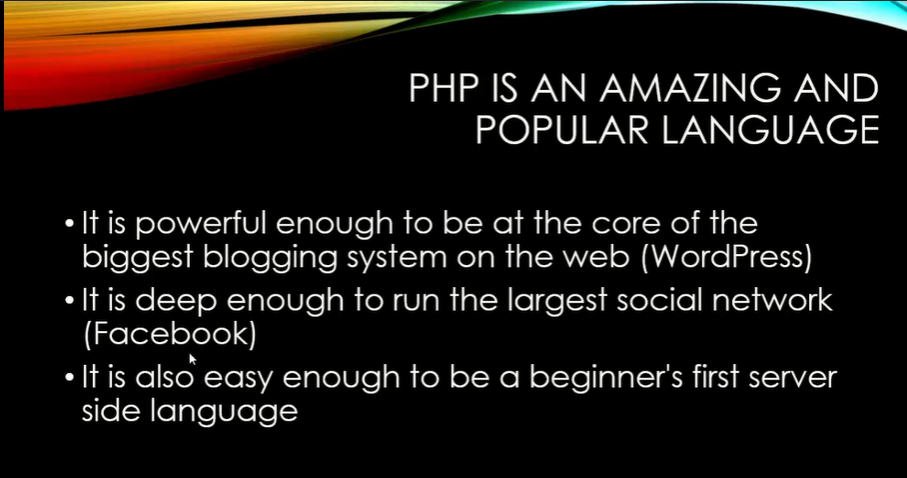 PHP IS AN AMAZING AND
POPULAR LANGUAGE
• It is powerful enough to be at the core of the
biggest blogging system on the web (WordPress)
• It is deep enough to run the largest social network
(Facebook)
• It is also easy enough to be a beginner's first server
side language